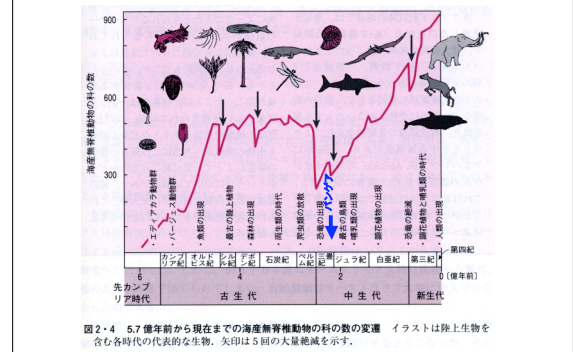 900
600
300
海産無脊椎動物の科の数
エディアカラ動物群
バージェス動物群
魚類の出現
最古の陸上植物
森林の出現
両生類の時代
爬虫類の放散
恐竜の出現
パンゲア
最古の鳥類
哺乳類の出現
顕花植物の出現
恐竜の絶滅
顕花植物と哺乳類の時代
人類の出現
カンブリア紀
オルドビス紀
シルル紀
デボン紀
石炭紀
ペルム紀
三畳紀
ジュラ紀
白亜紀
第三紀
第四紀
6
4
2
0〔億年前〕
先カンブリア時代
古生代
中生代
新生代
図2・4 5.7億年前から現在までの海産無脊椎動物の科の数の変遷 イラストは陸上生物を
含む各時代の代表的な生物．矢印は5回の大量絶滅を示す．